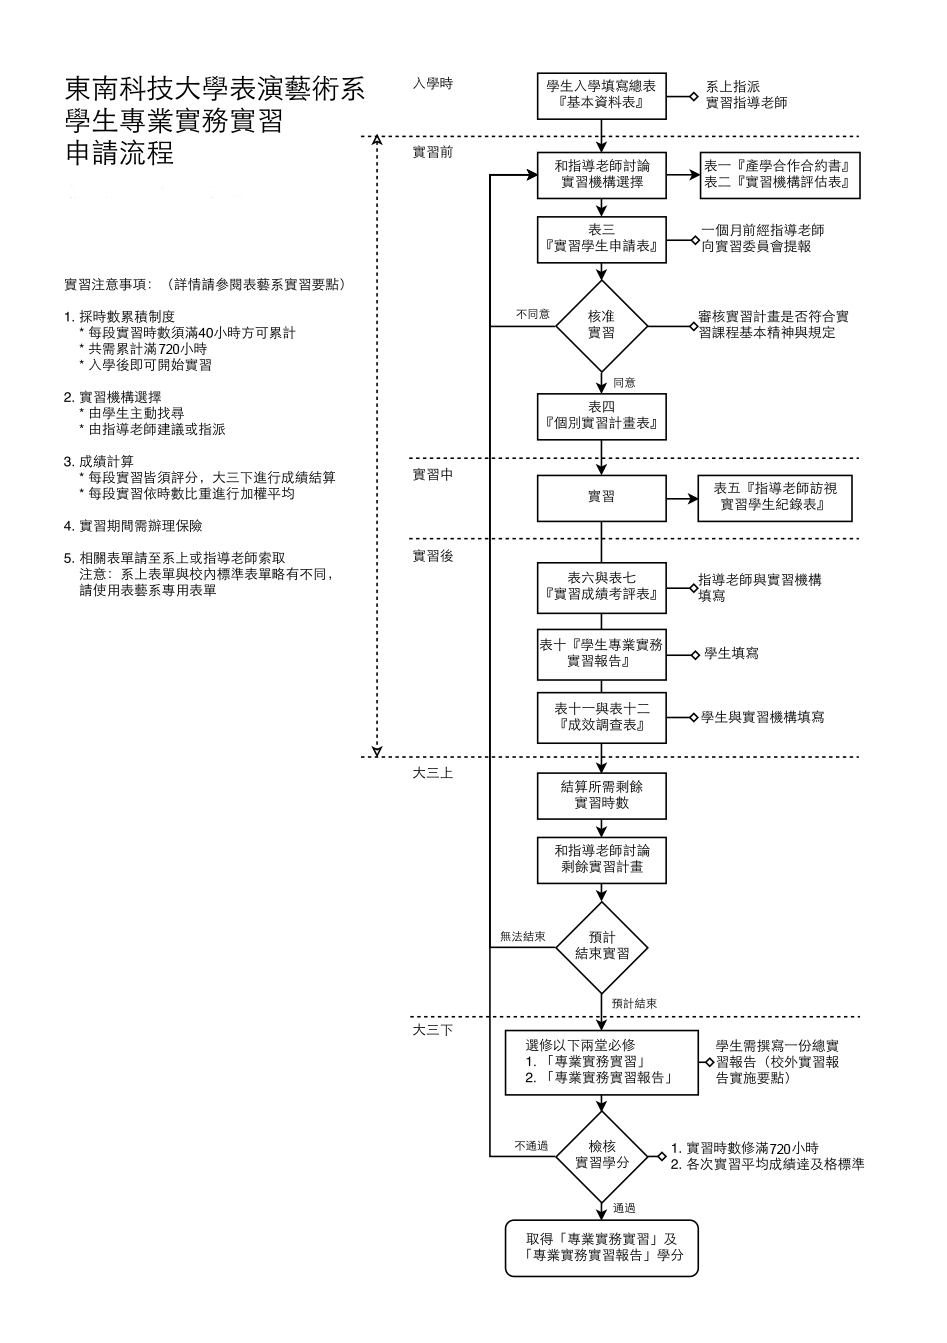 東南科技大學表演藝術系
學生專業實務實習
申請流程
實習注意事項：（詳情請參閱表藝系實習要點）
1. 採時數累積制度
* 每段實習時數須滿40小時方可累計
* 共需累計滿720小時
* 入學後即可開始實習
2. 實習機構選擇
* 由學生主動找尋
* 由指導老師建議或指派
3. 成績計算
* 每段實習皆須評分，大三下進行成績結算
* 每段實習依時數比重進行加權平均
4. 實習期間需辦理保險
5. 相關表單請至系上或指導老師索取
注意：系上表單與校內標準表單略有不同，
請使用表藝系專用表單
入學時
學生入學填寫總表
『基本資料表』
系上指派
實習指導老師
實習前
和指導老師討論
實習機構選擇
表一『產學合作合約書』
表二『實習機構評估表』
表三
『實習學生申請表』
一個月前經指導老師
向實習委員會提報
不同意
核准
實習
審核實習計畫是否符合實
習課程基本精神與規定
同意
表四
『個別實習計畫表』
實習中
實習
表五『指導老師訪視
實習學生紀錄表』
實習後
表六與表七
『實習成績考評表』
指導老師與實習機構
填寫
表十『學生專業實務
實習報告』
學生填寫
表十一與表十二
『成效調查表』
學生與實習機構填寫
大三上
結算所需剩餘
實習時數
和指導老師討論
剩餘實習計畫
無法結束
預計
結束實習
預計結束
大三下
選修以下兩堂必修
1. 「專業實務實習」
2. 「專業實務實習報告」
學生需撰寫一份總實
習報告（校外實習報
告實施要點）
不通過
檢核
實習學分
1. 實習時數修滿720小時
2. 各次實習平均成績達及格標準
通過
取得「專業實務實習」及
「專業實務實習報告」學分